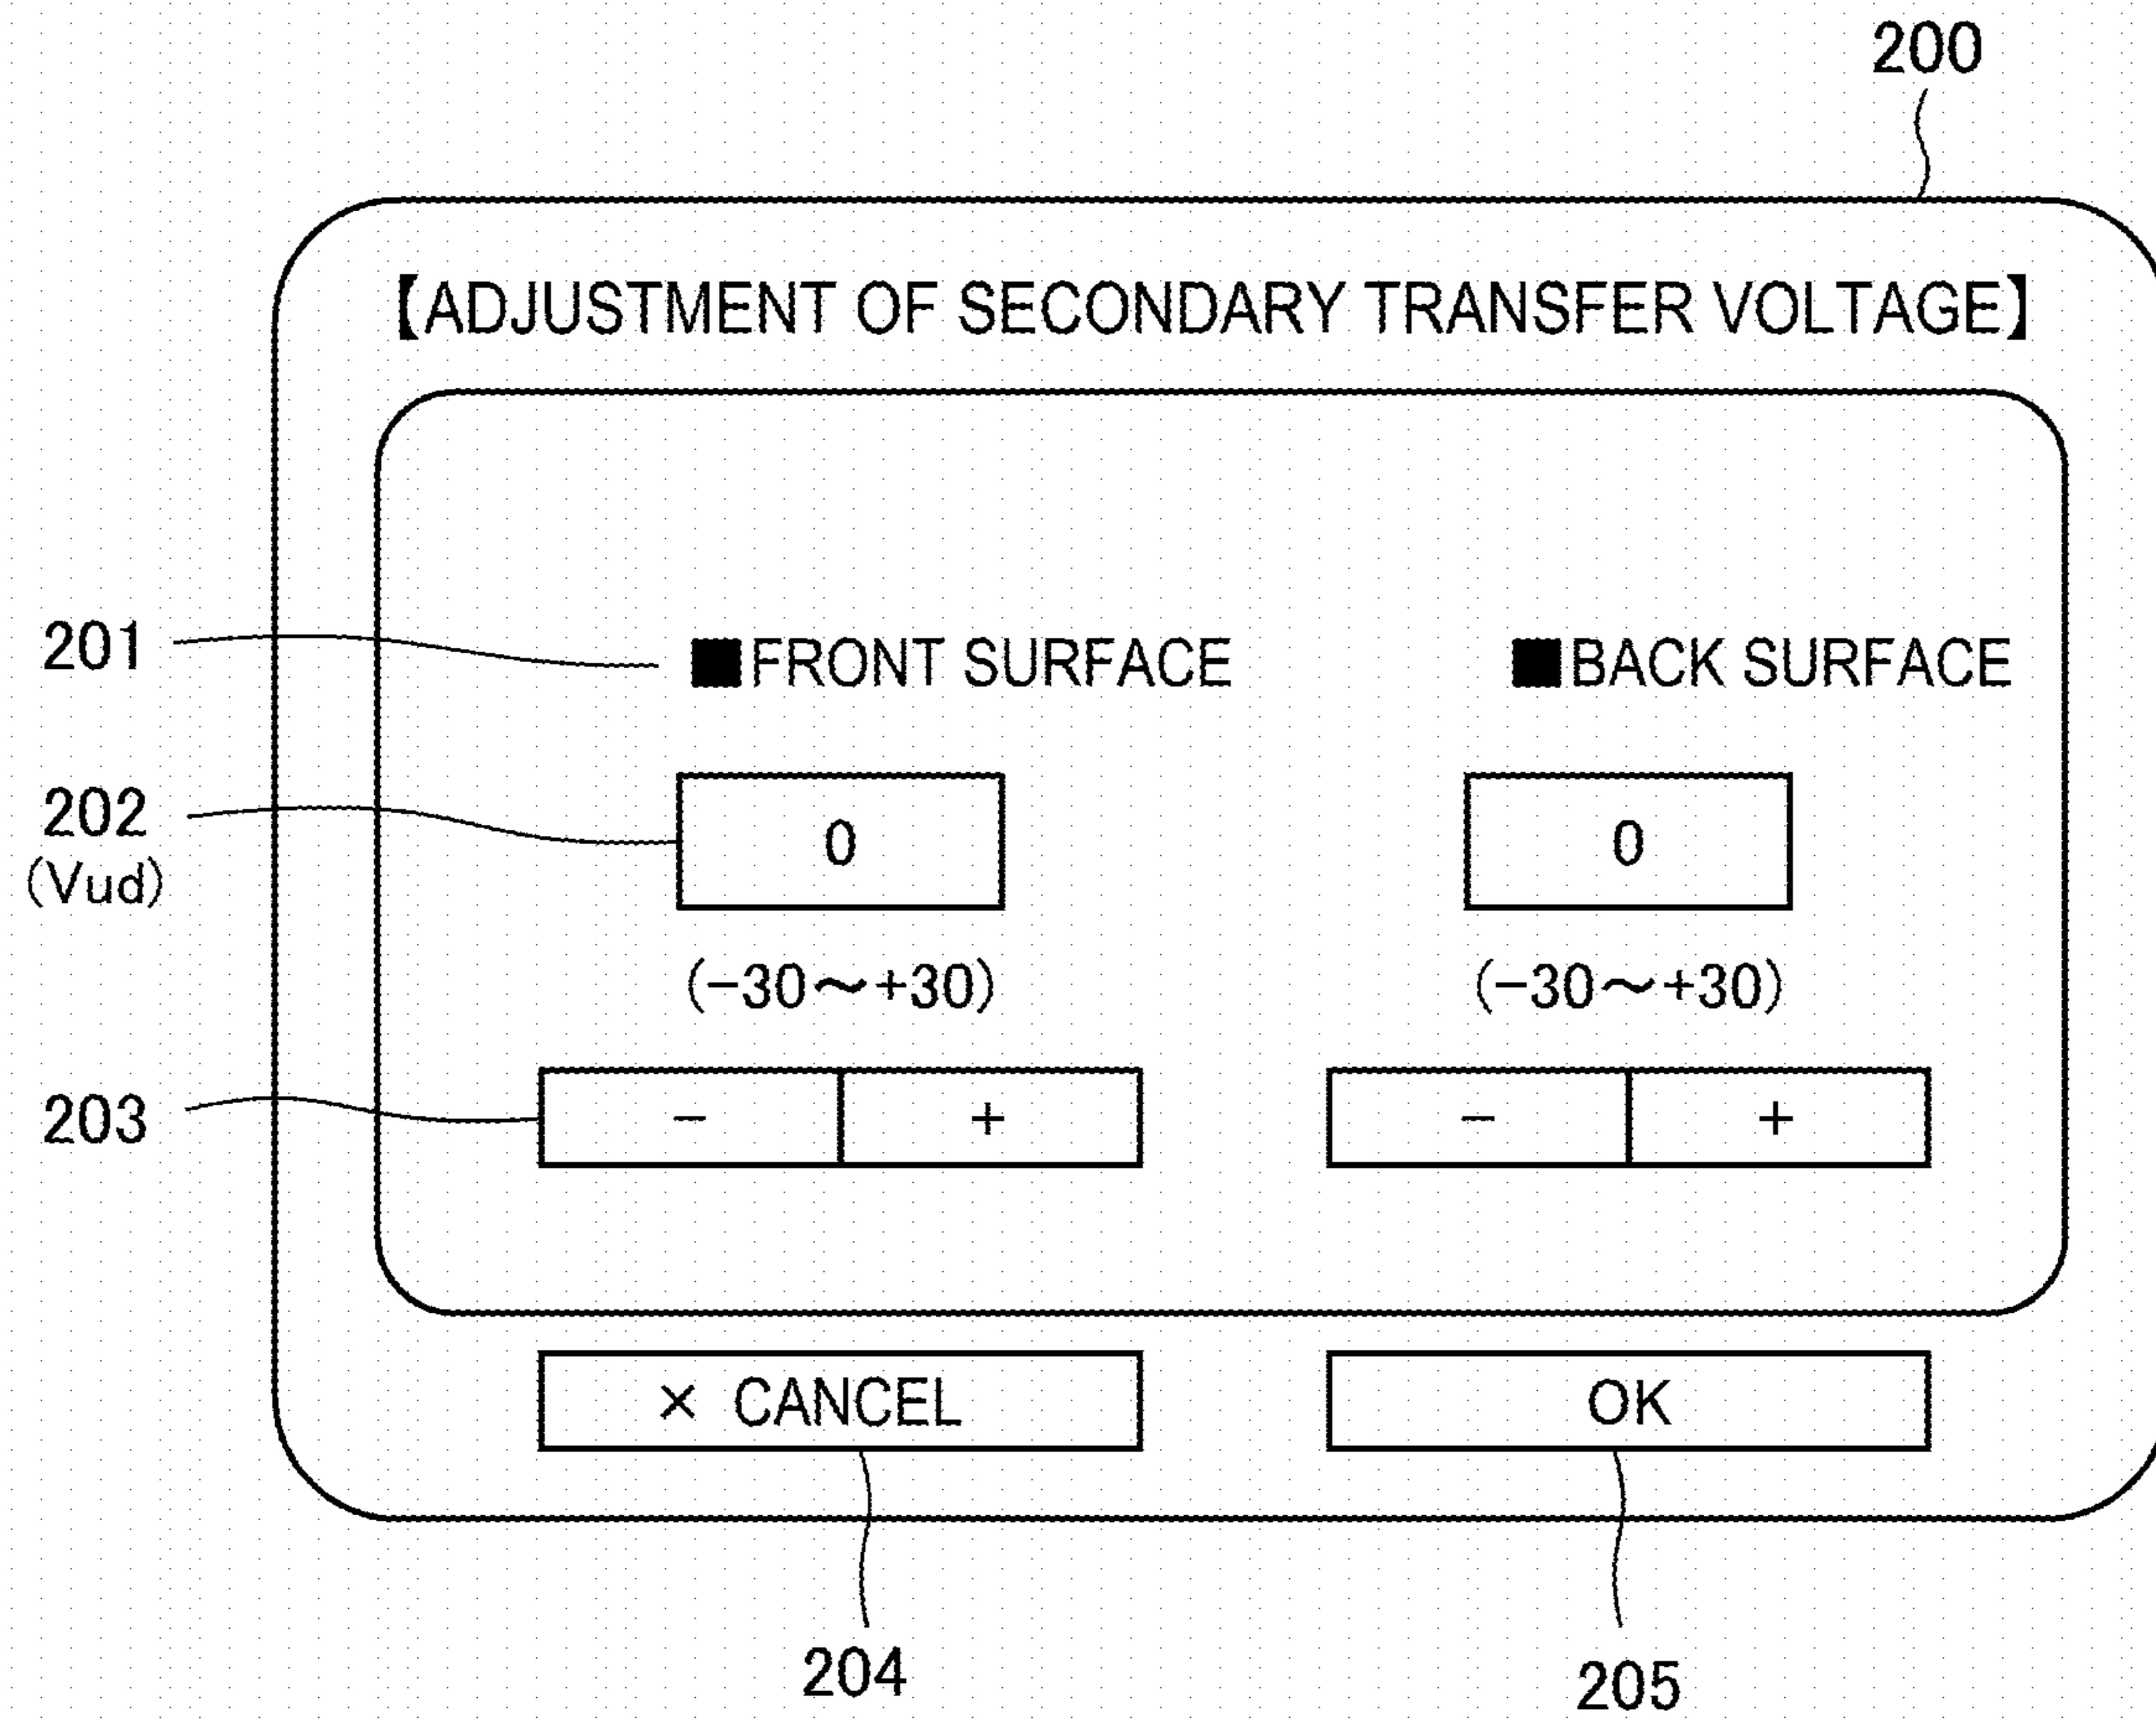 200
【ADJUSTMENT OF SECONDARY TRANSFER VOLTAGE】
201 ■FRONT SURFACE ■BACK SURFACE
202 0 0
(Vud)
(−30～+30) (−30～+30)
203 − + − +
× CANCEL OK
204 205